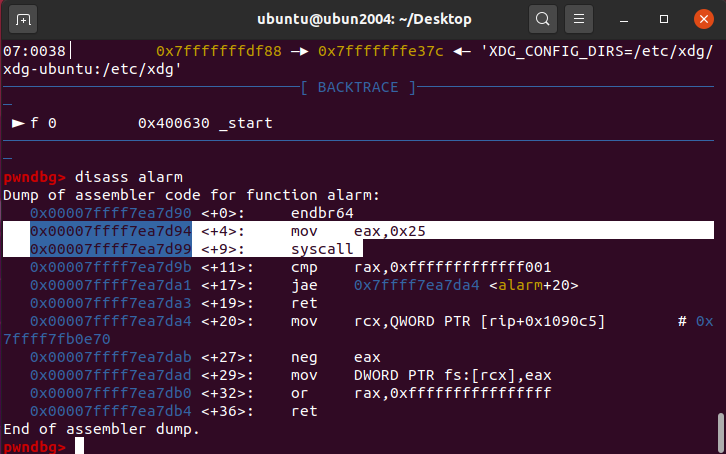 ubuntu@ubun2004: ~/Desktop
07:0038│ 0x7fffffffdf88 —▸ 0x7fffffffe37c ◂— 'XDG_CONFIG_DIRS=/etc/xdg/
xdg-ubuntu:/etc/xdg'
[ BACKTRACE ]
► f 0 0x400630 _start
pwndbg> disass alarm
Dump of assembler code for function alarm:
0x00007ffff7ea7d90 <+0>: endbr64
0x00007ffff7ea7d94 <+4>: mov eax,0x25
0x00007ffff7ea7d99 <+9>: syscall
0x00007ffff7ea7d9b <+11>: cmp rax,0xfffffffffffff001
0x00007ffff7ea7da1 <+17>: jae 0x7ffff7ea7da4 <alarm+20>
0x00007ffff7ea7da3 <+19>: ret
0x00007ffff7ea7da4 <+20>: mov rcx,QWORD PTR [rip+0x1090c5] # 0x
7ffff7fb0e70
0x00007ffff7ea7dab <+27>: neg eax
0x00007ffff7ea7dad <+29>: mov DWORD PTR fs:[rcx],eax
0x00007ffff7ea7db0 <+32>: or rax,0xffffffffffffffff
0x00007ffff7ea7db4 <+36>: ret
End of assembler dump.
pwndbg>